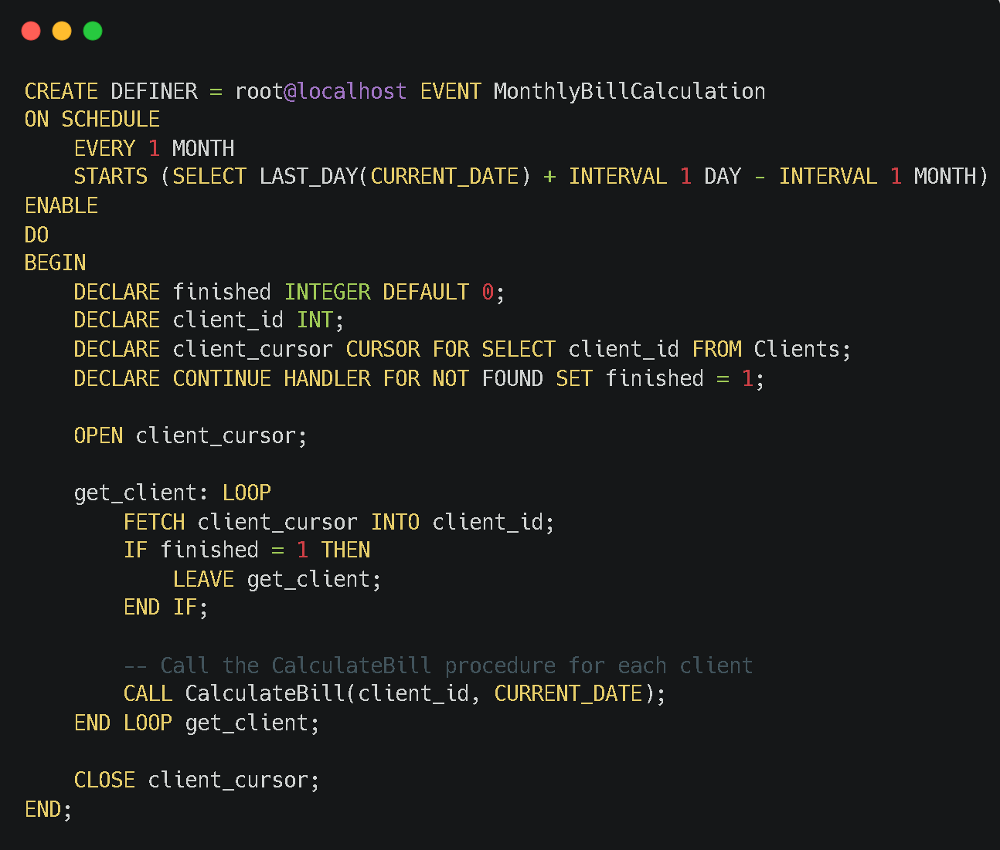 CREATE DEFINER = root@localhost EVENT MonthlyBillCalculation
ON SCHEDULE
    EVERY 1 MONTH
    STARTS (SELECT LAST_DAY(CURRENT_DATE) + INTERVAL 1 DAY - INTERVAL 1 MONTH)
ENABLE
DO
BEGIN
    DECLARE finished INTEGER DEFAULT 0;
    DECLARE client_id INT;
    DECLARE client_cursor CURSOR FOR SELECT client_id FROM Clients;
    DECLARE CONTINUE HANDLER FOR NOT FOUND SET finished = 1;

    OPEN client_cursor;

    get_client: LOOP
        FETCH client_cursor INTO client_id;
        IF finished = 1 THEN
            LEAVE get_client;
        END IF;

        -- Call the CalculateBill procedure for each client
        CALL CalculateBill(client_id, CURRENT_DATE);
    END LOOP get_client;

    CLOSE client_cursor;
END;